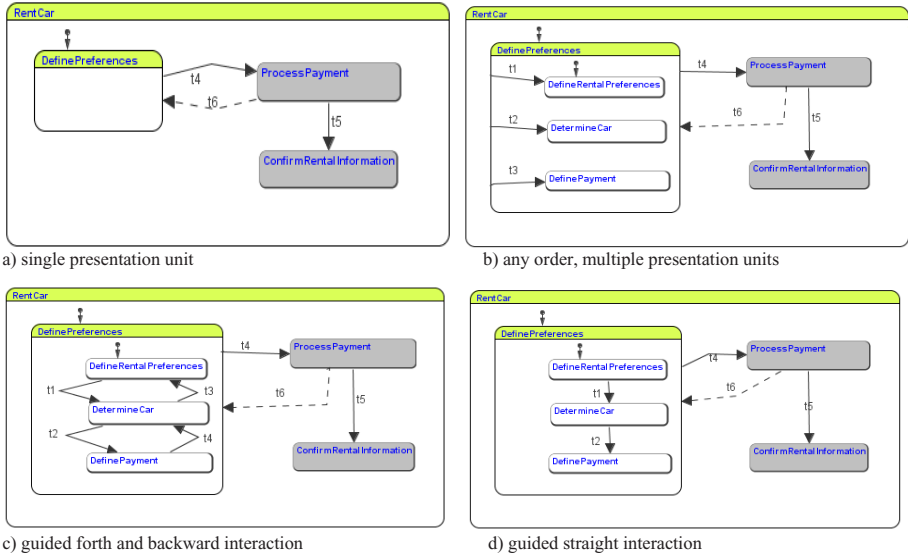 RentCar
DefinePreferences
ProcessPayment
t4
t6
t5
ConfirmRentalInformation
a) single presentation unit
RentCar
DefinePreferences
t1
DefineRentalPreferences
t2
DetermineCar
t3
DefinePayment
t4
ProcessPayment
t6
t5
ConfirmRentalInformation
b) any order, multiple presentation units
RentCar
DefinePreferences
DefineRentalPreferences
t1
t3
DetermineCar
t2
t4
DefinePayment
t4
ProcessPayment
t6
t5
ConfirmRentalInformation
c) guided forth and backward interaction
RentCar
DefinePreferences
DefineRentalPreferences
t1
DetermineCar
t2
DefinePayment
t4
ProcessPayment
t6
t5
ConfirmRentalInformation
d) guided straight interaction